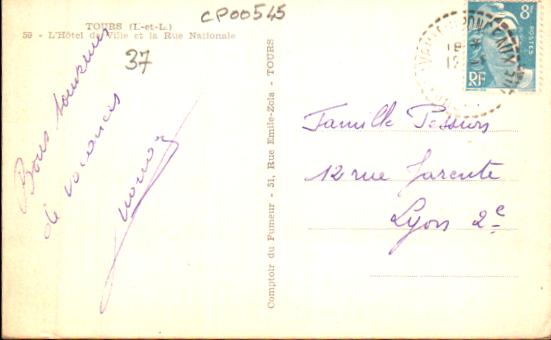 CP00545
TOURS (I.-et-L.)
59 - L'Hôtel de Ville et la Rue Nationale
37
Bons souvenirs
de vacances
Comptoir du Fumeur - 51, Rue Emile-Zola - TOURS
8F
POSTES
RF
Famille
12 rue Jarente
Lyon 2e